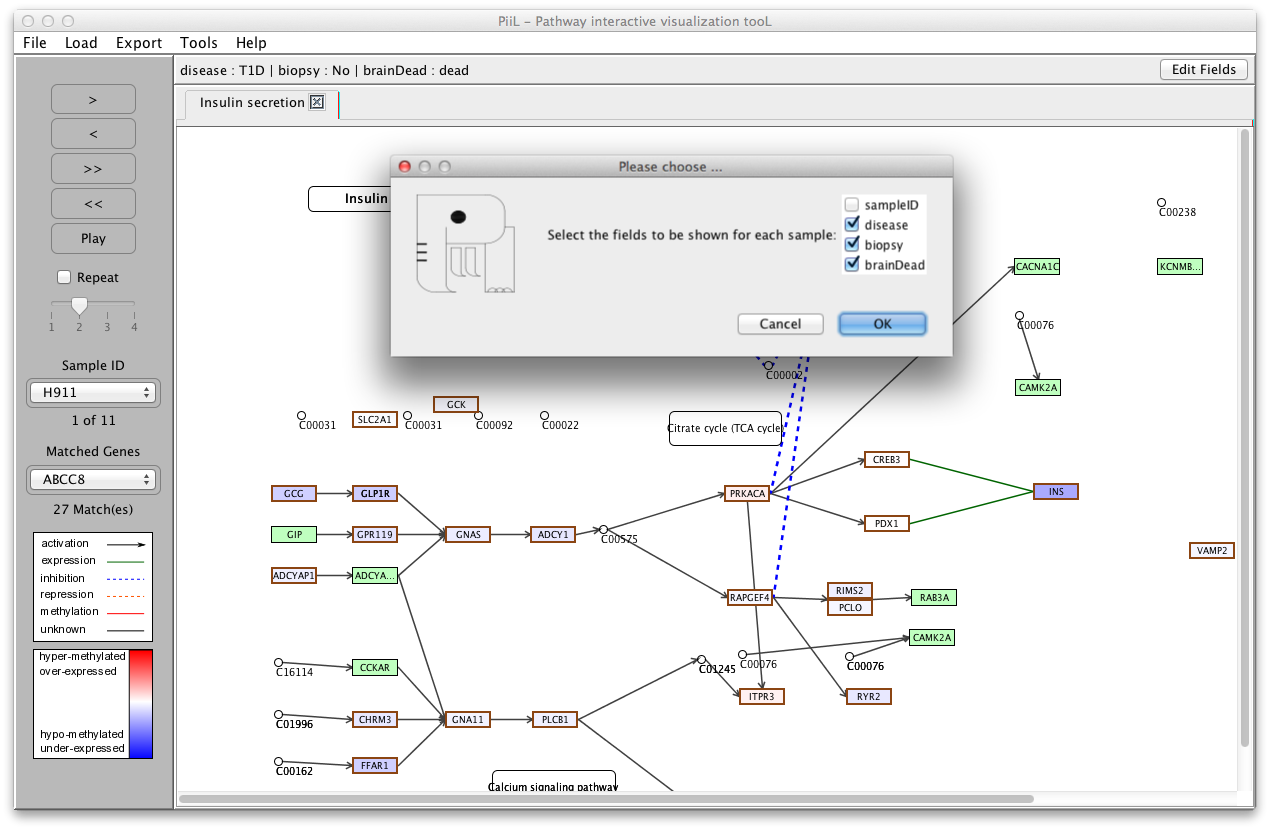 PiiL - Pathway interactive visualization tooL
File Load Export Tools Help
disease : T1D | biopsy : No | brainDead : dead
Edit Fields
Insulin secretion
>
<
>>
<<
Play
Repeat
1 2 3 4
Sample ID
H911
1 of 11
Matched Genes
ABCC8
27 Match(es)
activation
expression
inhibition
repression
methylation
unknown
hyper-methylated
over-expressed
hypo-methylated
under-expressed
Please choose ...
Select the fields to be shown for each sample:
sampleID
disease
biopsy
brainDead
Cancel
OK
Insulin
C00238
CACNA1C
KCNMB...
C00076
CAMK2A
C00002
GCK
C00031
SLC2A1
C00031
C00092
C00022
Citrate cycle (TCA cycle)
CREB3
GCG
GLP1R
PRKACA
INS
PDX1
GIP
GPR119
GNAS
ADCY1
C00575
VAMP2
ADCYAP1
ADCYA...
RIMS2
RAPGEF4
PCLO
RAB3A
CAMK2A
C16114
CCKAR
C01245
C00076
C00076
ITPR3
RYR2
C01996
CHRM3
GNA11
PLCB1
C00162
FFAR1
Calcium signaling pathway